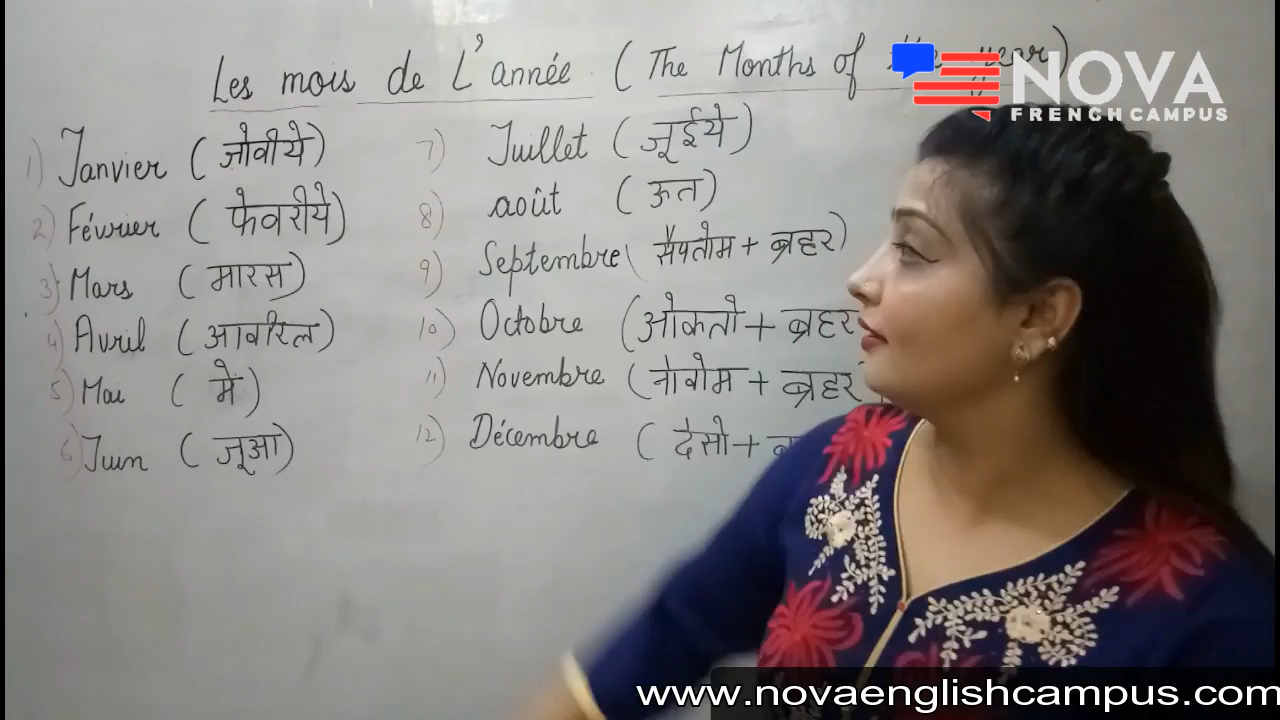 Les mois de L'année (The Months of the year)
NOVA
FRENCH CAMPUS
1) Janvier (जोवीये)
2) Février (फेवरीये)
3) Mars (मारस)
4) Avril (आवरिल)
5) Mai (मे)
6) Juin (जूआ)
7) Juillet (जूईये)
8) août (ऊत)
9) Septembre (सैपतोम + ब्रहर)
10) Octobre (ओकतो + ब्रहर
11) Novembre (नोवोम + ब्रहर
12) Décembre (देसो +
www.novaenglishcampus.com